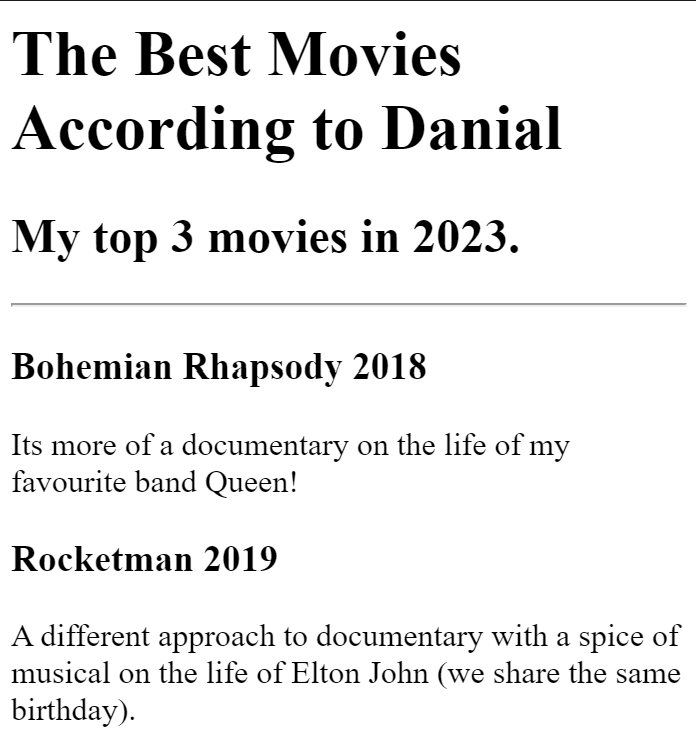 The Best Movies
According to Danial
My top 3 movies in 2023.
Bohemian Rhapsody 2018
Its more of a documentary on the life of my
favourite band Queen!
Rocketman 2019
A different approach to documentary with a spice of
musical on the life of Elton John (we share the same
birthday).